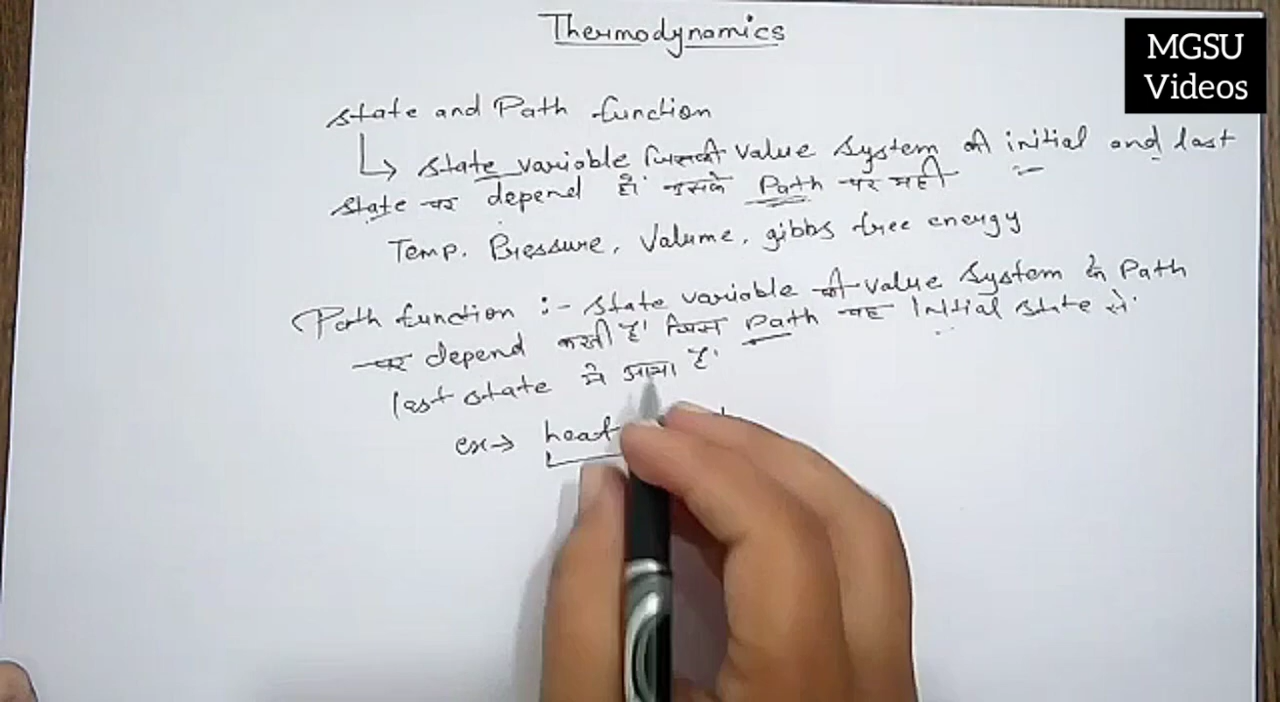 Thermodynamics
MGSU
Videos
State and Path function
↳ State variable जिसकी value system की initial and last
state पर depend हो उसके Path पर नहीं
Temp. Pressure, Volume, gibbs free energy
Path function :- State variable की value system के Path
पर depend करती है जिस Path पर Initial state से
last state मे आया है
ex→ heat